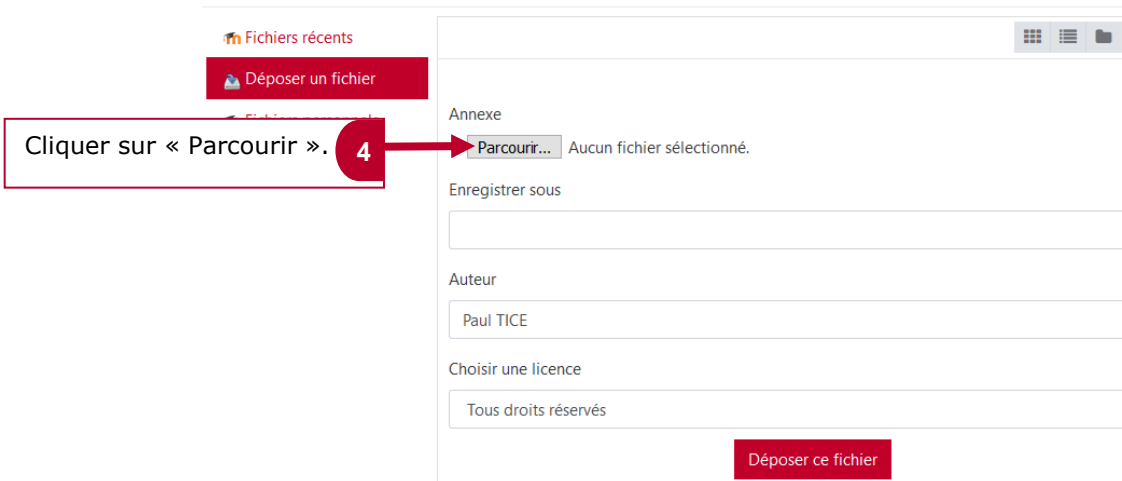 Fichiers récents
Déposer un fichier
Annexe
Cliquer sur « Parcourir ».
4
Parcourir... Aucun fichier sélectionné.
Enregistrer sous
Auteur
Paul TICE
Choisir une licence
Tous droits réservés
Déposer ce fichier